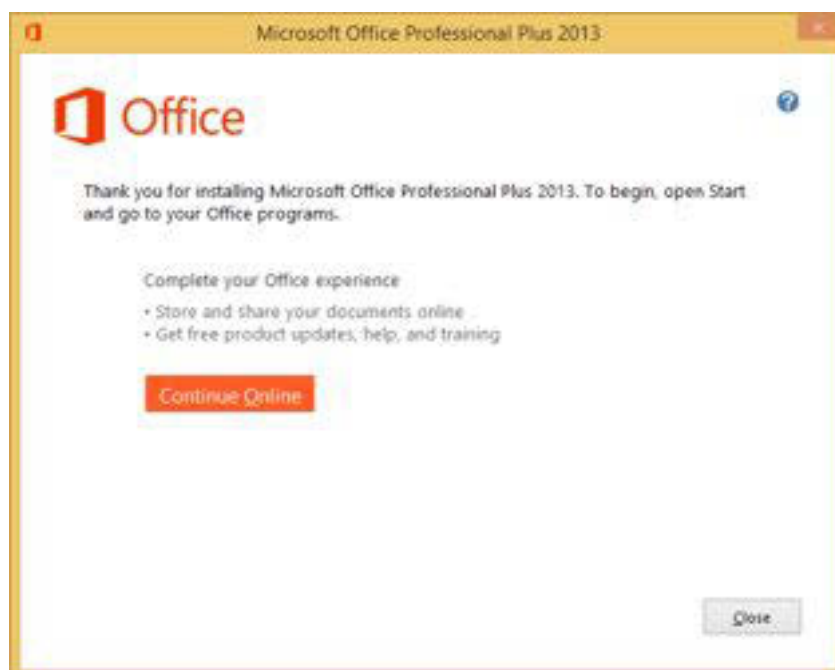 Microsoft Office Professional Plus 2013
Office
Thank you for installing Microsoft Office Professional Plus 2013. To begin, open Start
and go to your Office programs.
Complete your Office experience
• Store and share your documents online
• Get free product updates, help, and training
Continue Online
Close